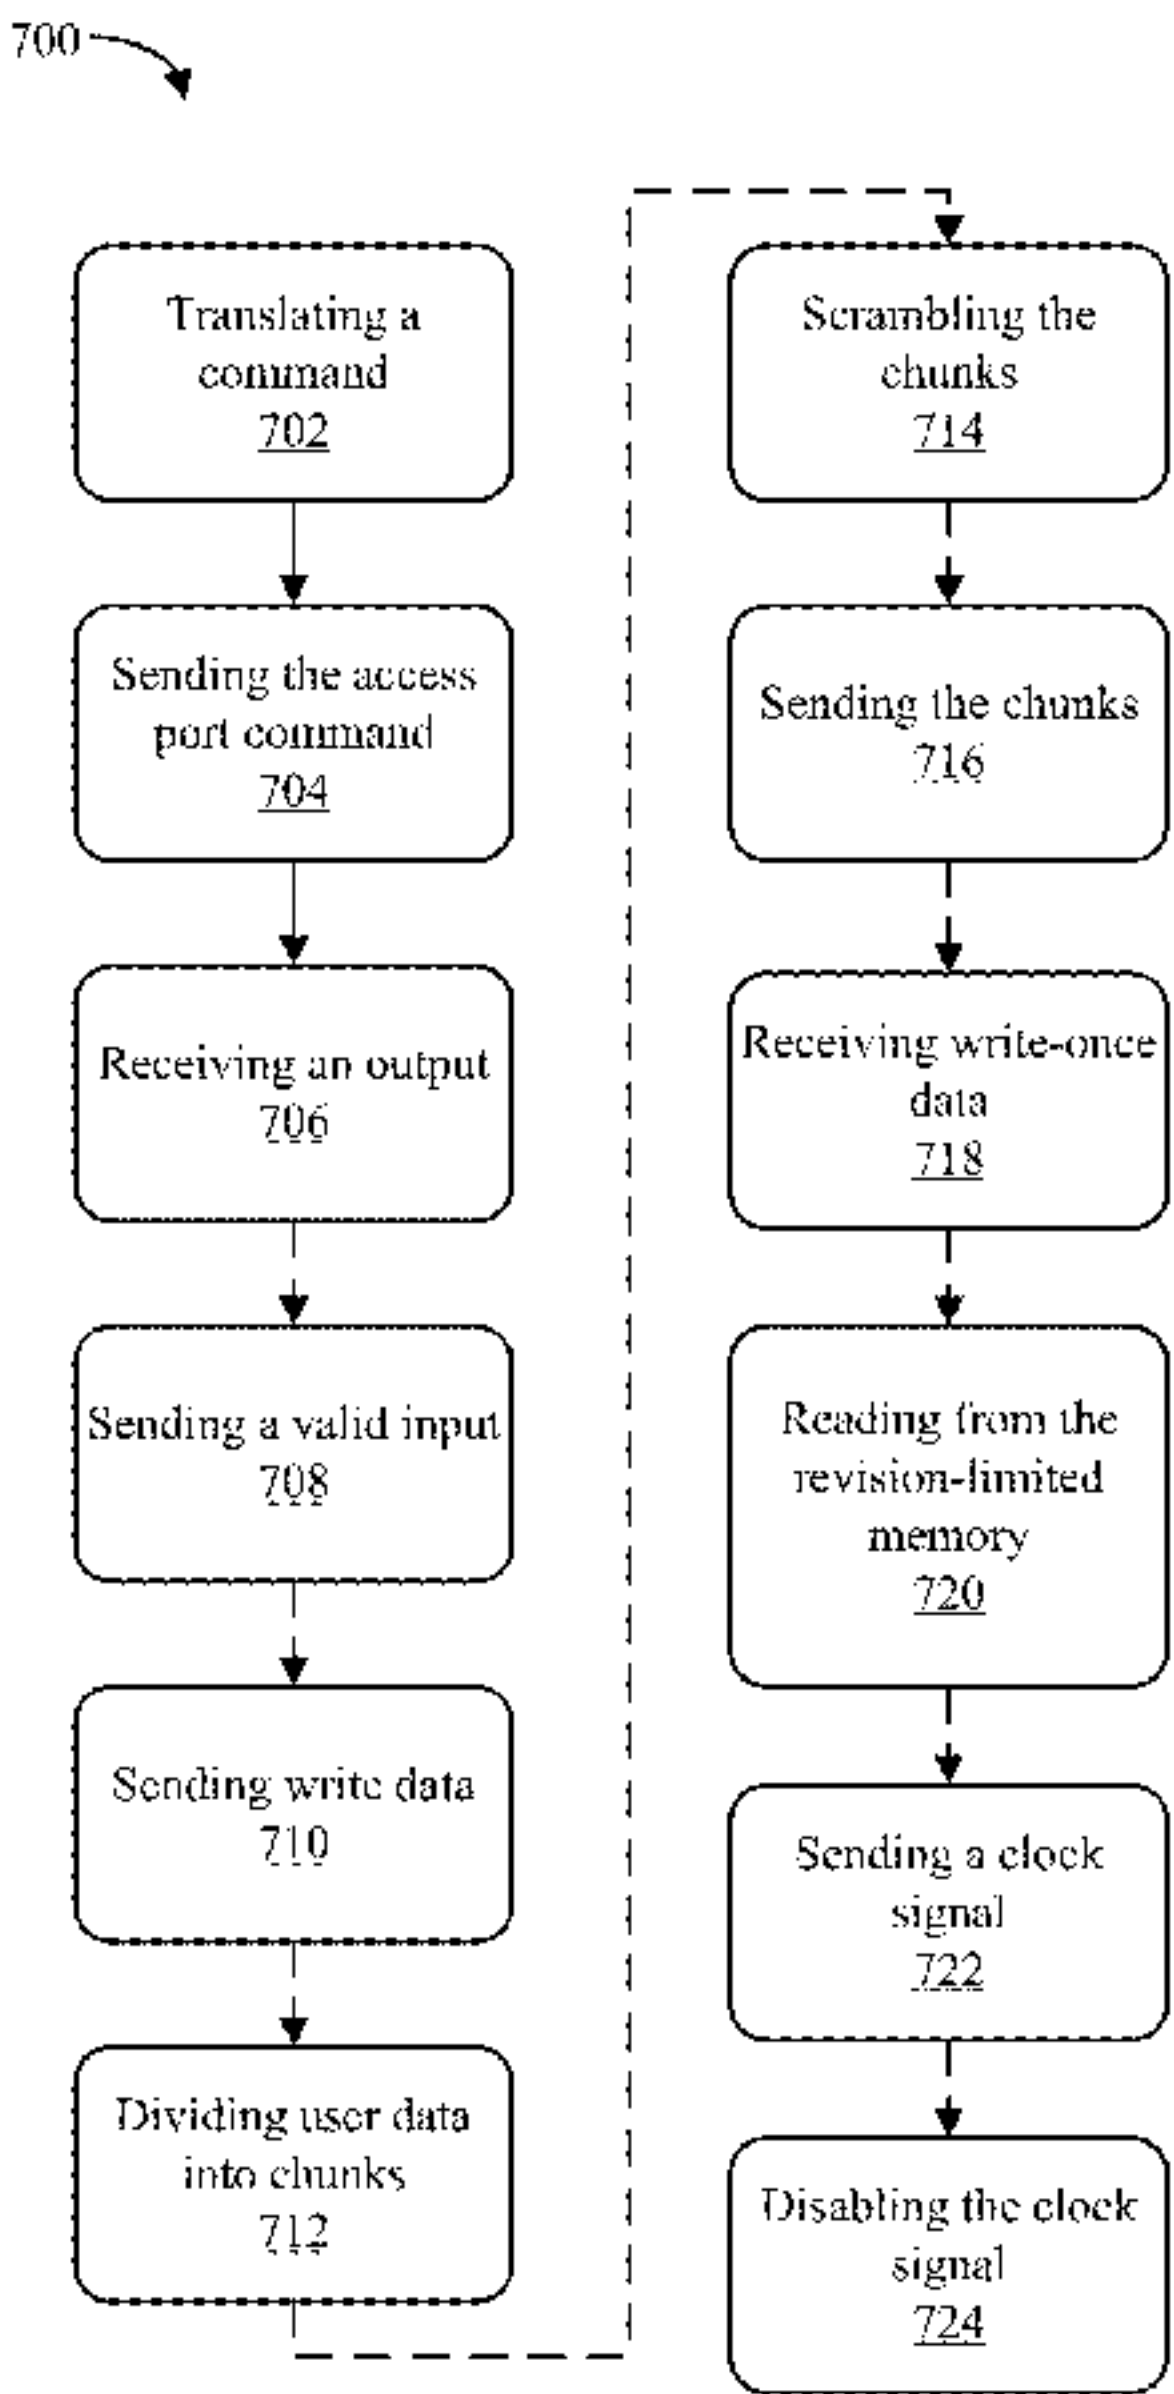 700
Translating a
command
702
Sending the access
port command
704
Receiving an output
706
Sending a valid input
708
Sending write data
710
Dividing user data
into chunks
712
Scrambling the
chunks
714
Sending the chunks
716
Receiving write-once
data
718
Reading from the
revision-limited
memory
720
Sending a clock
signal
722
Disabling the clock
signal
724